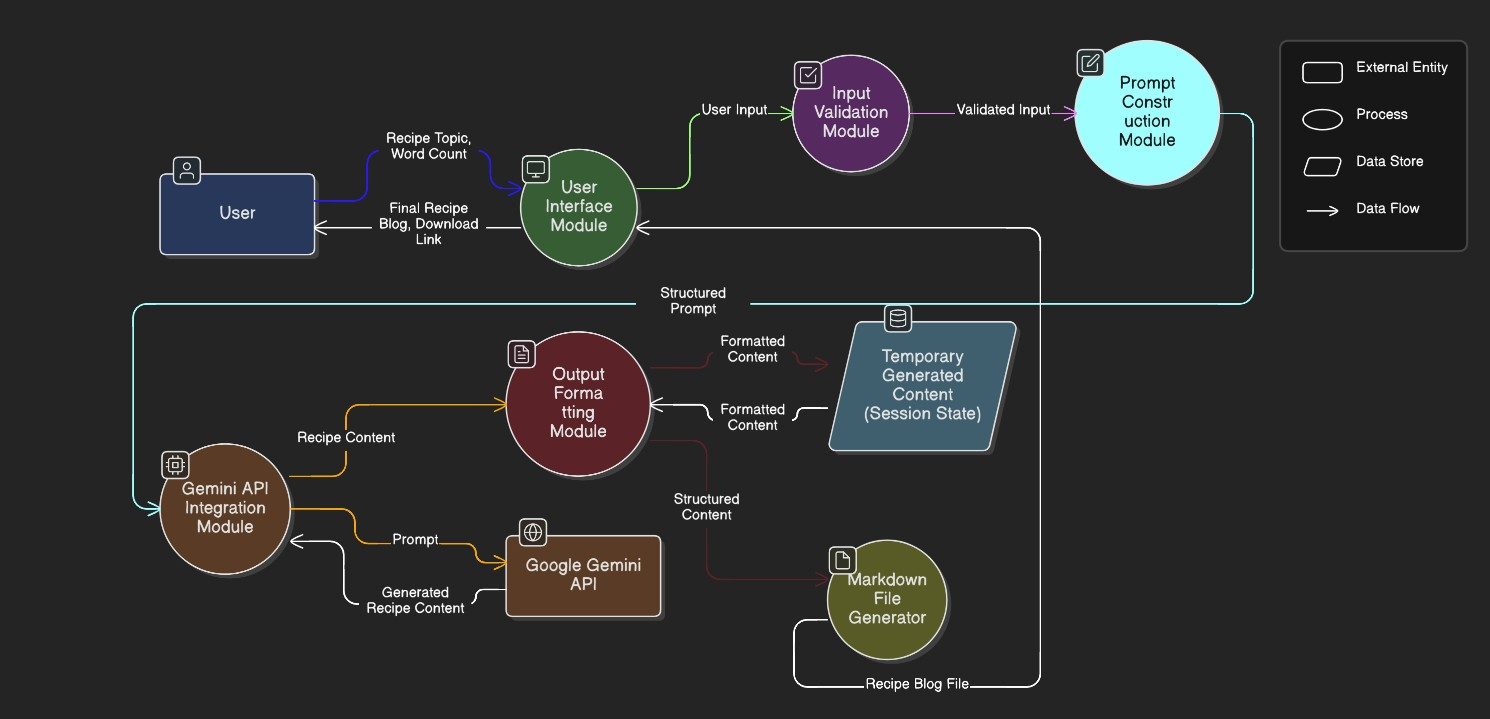 User
Recipe Topic,
Word Count
Final Recipe
Blog, Download
Link
User
Interface
Module
User Input
Input
Validation
Module
Validated Input
Prompt
Constr
uction
Module
External Entity
Process
Data Store
Data Flow
Structured
Prompt
Output
Forma
tting
Module
Formatted
Content
Formatted
Content
Temporary
Generated
Content
(Session State)
Recipe Content
Gemini API
Integration
Module
Prompt
Generated
Recipe Content
Google Gemini
API
Structured
Content
Markdown
File
Generator
Recipe Blog File